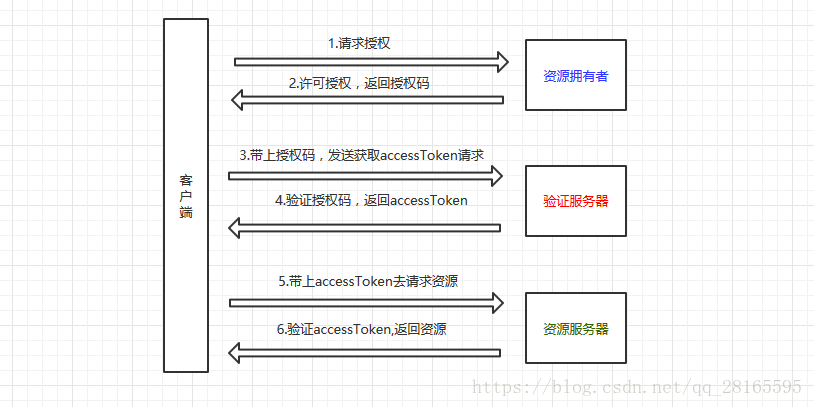 1.请求授权
资源拥有者
2.许可授权，返回授权码
3.带上授权码，发送获取accessToken请求
客户端
验证服务器
4.验证授权码，返回accessToken
5.带上accessToken去请求资源
资源服务器
6.验证accessToken,返回资源
https://blog.csdn.net/qq_28165595